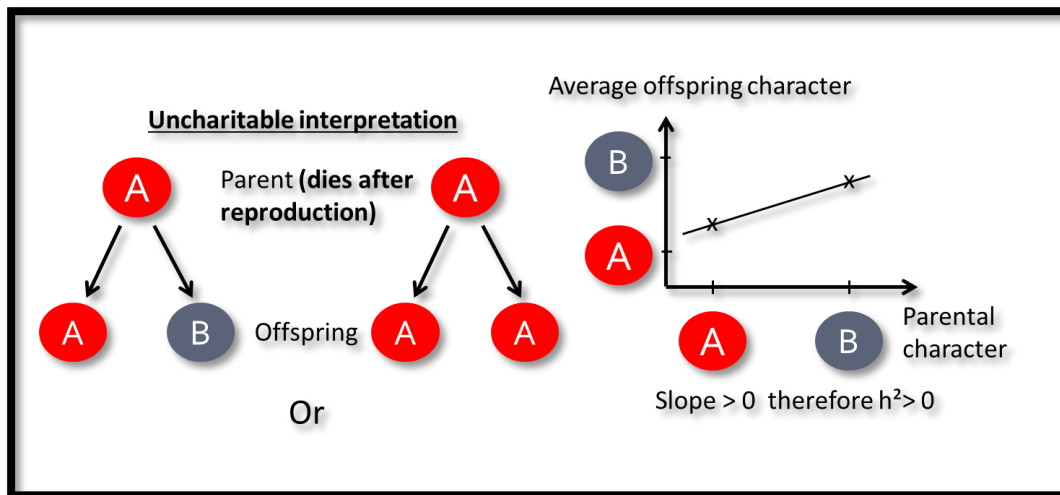 Uncharitable interpretation
A
Parent (dies after
reproduction)
A
A
B
Offspring
A
A
Or
Average offspring character
B
A
x
x
A
B
Parental
character
Slope > 0 therefore h²> 0